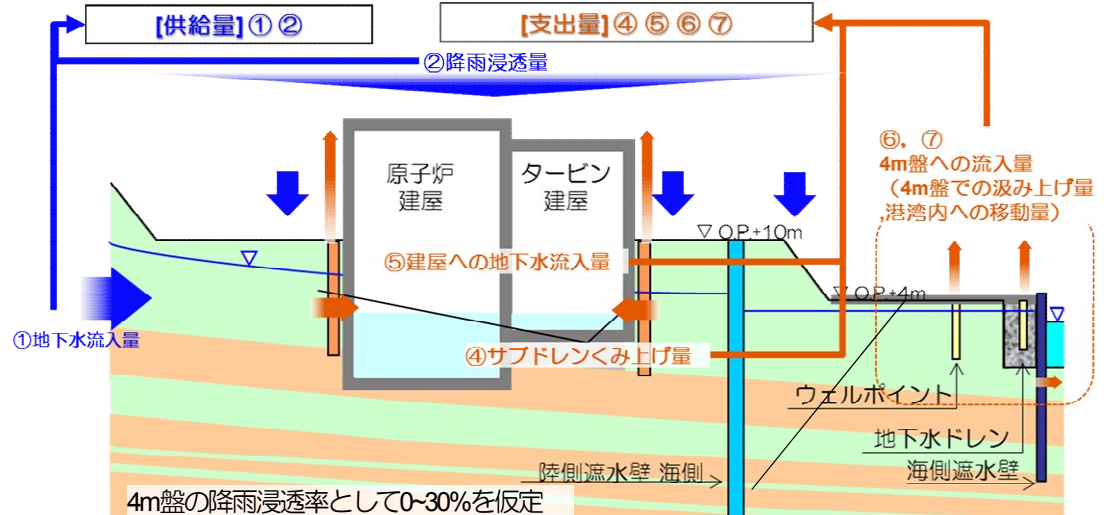 [供給量]① ②
[支出量]④ ⑤ ⑥ ⑦
②降雨浸透量
⑥，⑦
4m盤への流入量
（4m盤での汲み上げ量
,港湾内への移動量）
原子炉
建屋
タービン
建屋
▽ O.P.+10m
▽
⑤建屋への地下水流入量
▽ O.P.+4m
▽
①地下水流入量
④サブドレンくみ上げ量
ウェルポイント
地下水ドレン
陸側遮水壁 海側
海側遮水壁
4m盤の降雨浸透率として0~30%を仮定